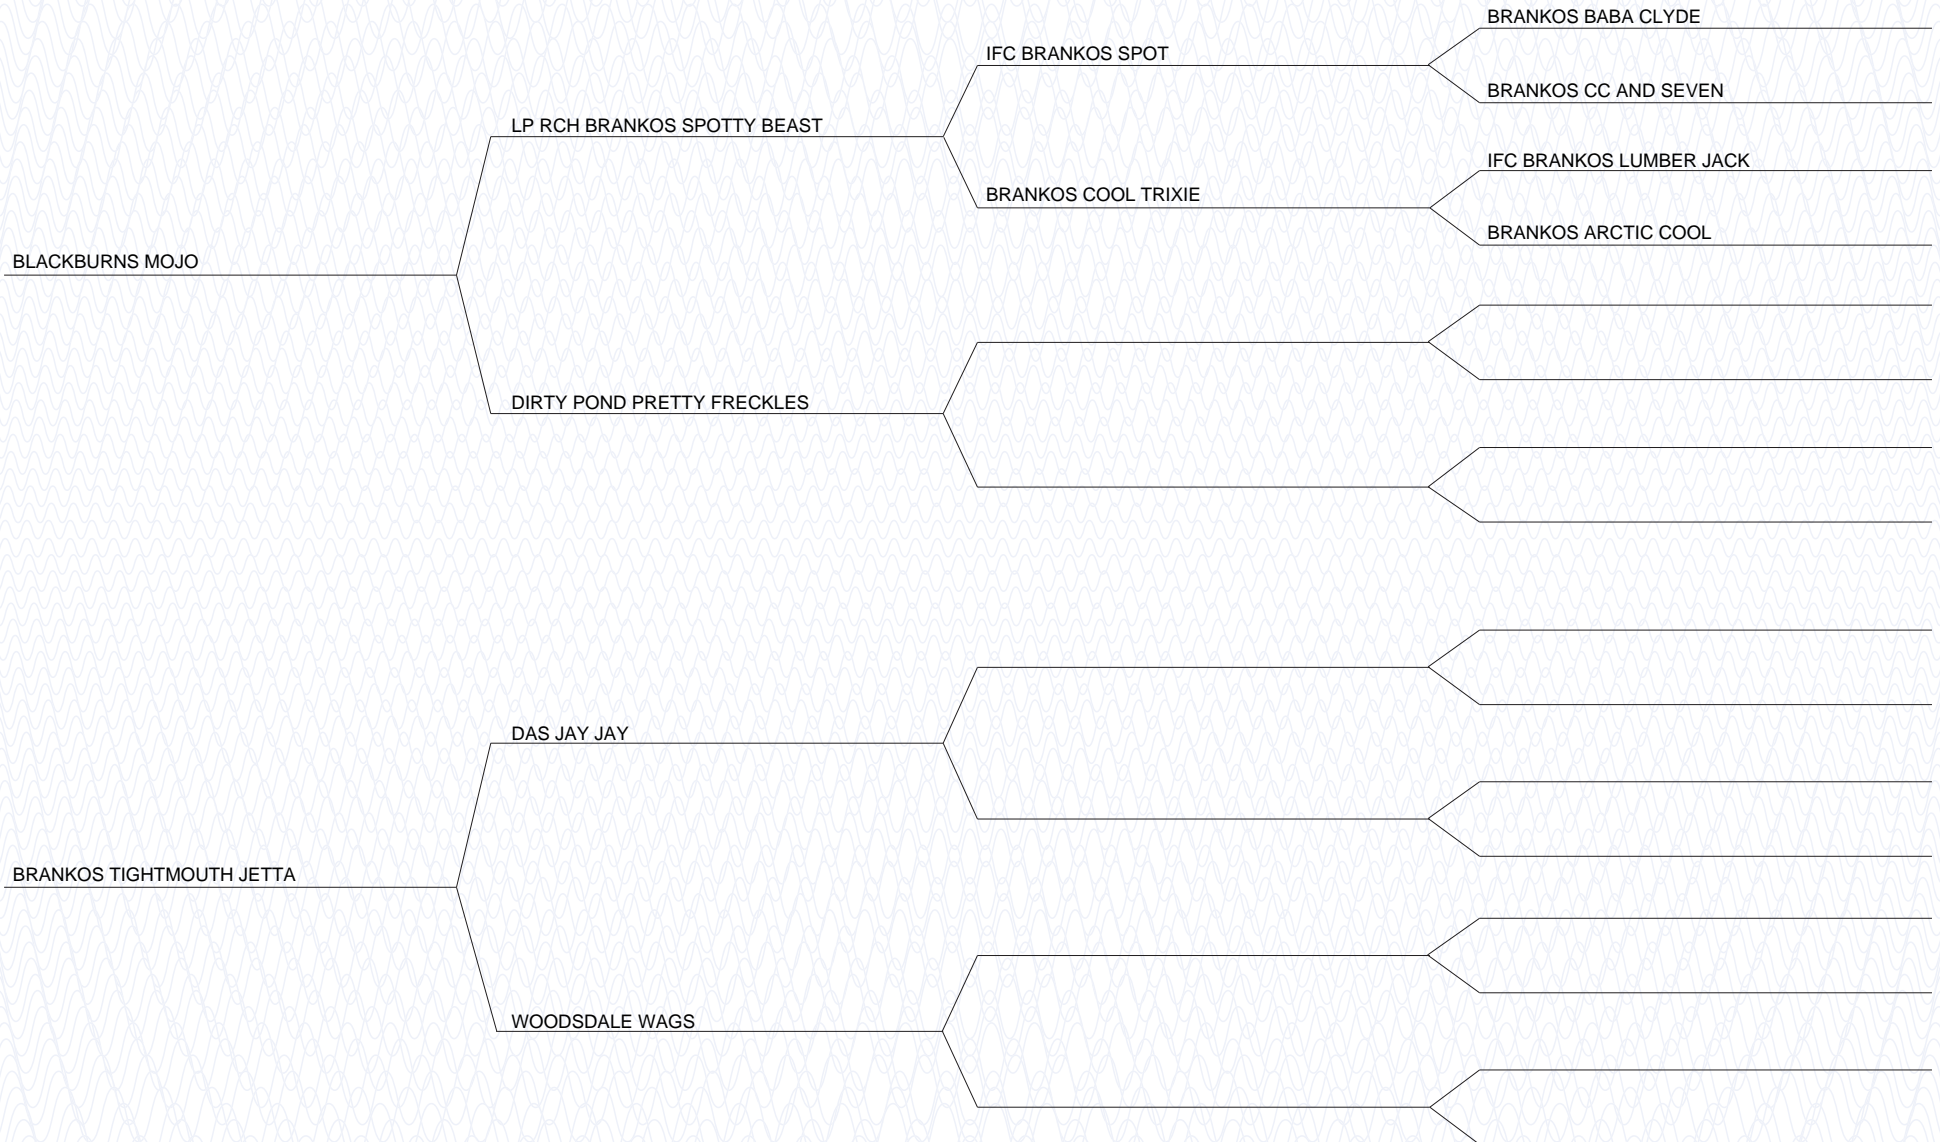 BRANKOS BABA CLYDE
IFC BRANKOS SPOT
BRANKOS CC AND SEVEN
LP RCH BRANKOS SPOTTY BEAST
IFC BRANKOS LUMBER JACK
BRANKOS COOL TRIXIE
BRANKOS ARCTIC COOL
BLACKBURNS MOJO
DIRTY POND PRETTY FRECKLES
DAS JAY JAY
BRANKOS TIGHTMOUTH JETTA
WOODSDALE WAGS